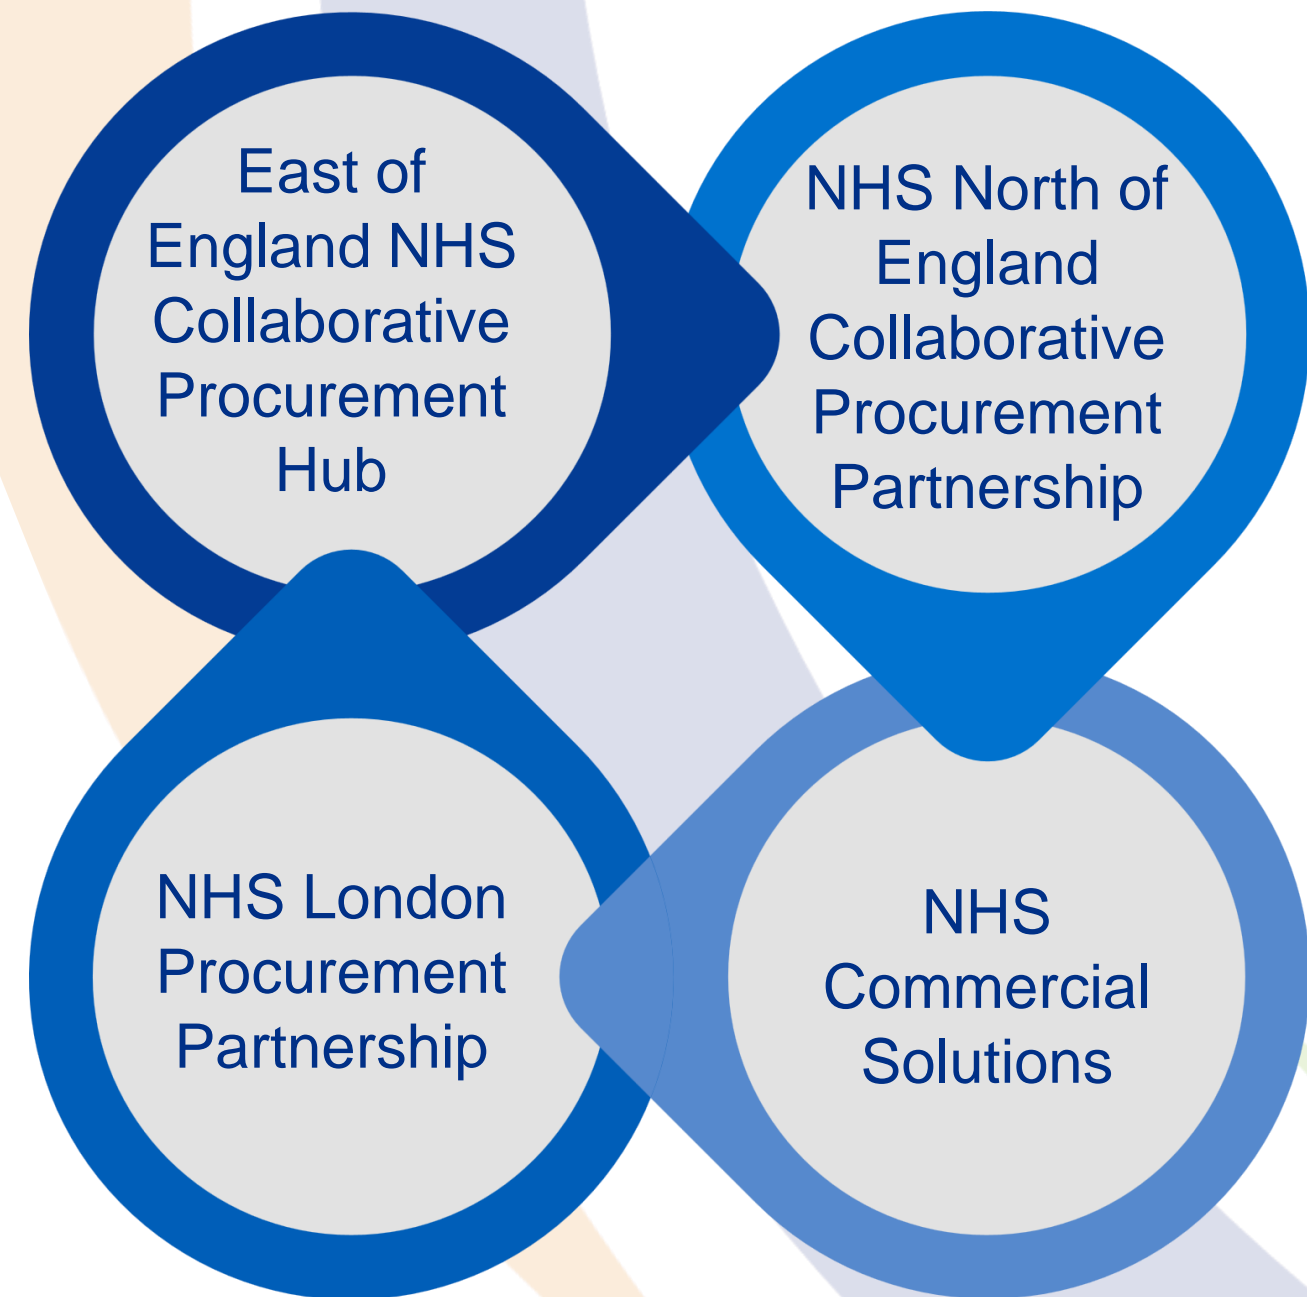 East of
England NHS
Collaborative
Procurement
Hub
NHS North of
England
Collaborative
Procurement
Partnership
NHS London
Procurement
Partnership
NHS
Commercial
Solutions